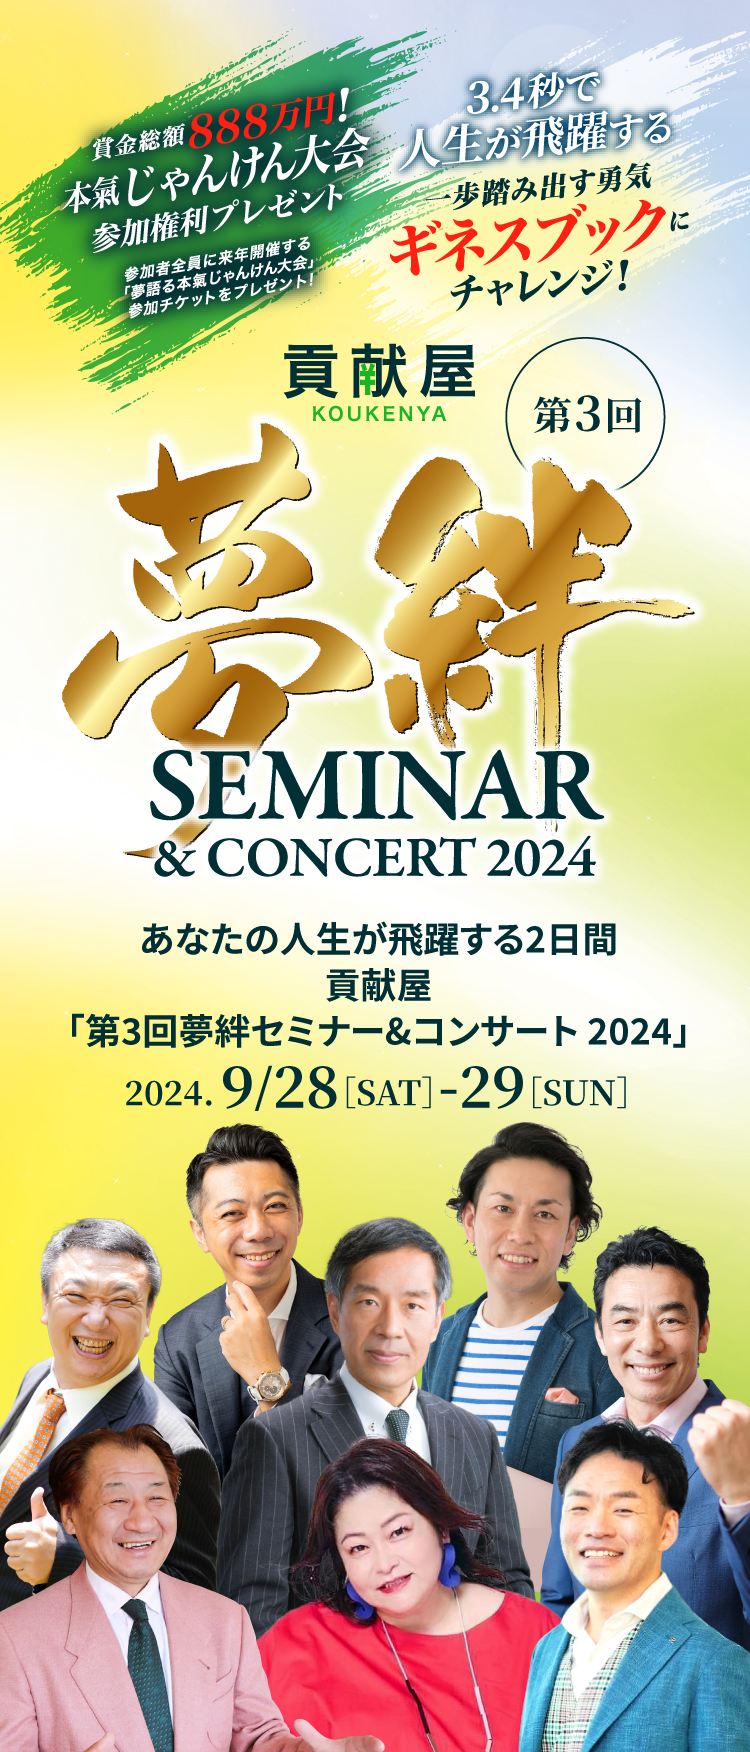 賞金総額888万円!
本氣じゃんけん大会
参加権利プレゼント
参加者全員に来年開催する
「夢語る本氣じゃんけん大会」
参加チケットをプレゼント!
3.4秒で
人生が飛躍する
一歩踏み出す勇気
ギネスブックに
チャレンジ!
貢献屋
KOUKENYA
第3回
夢絆
SEMINAR
& CONCERT 2024
あなたの人生が飛躍する2日間
貢献屋
「第3回夢絆セミナー&コンサート 2024」
2024. 9/28 [SAT] -29 [SUN]